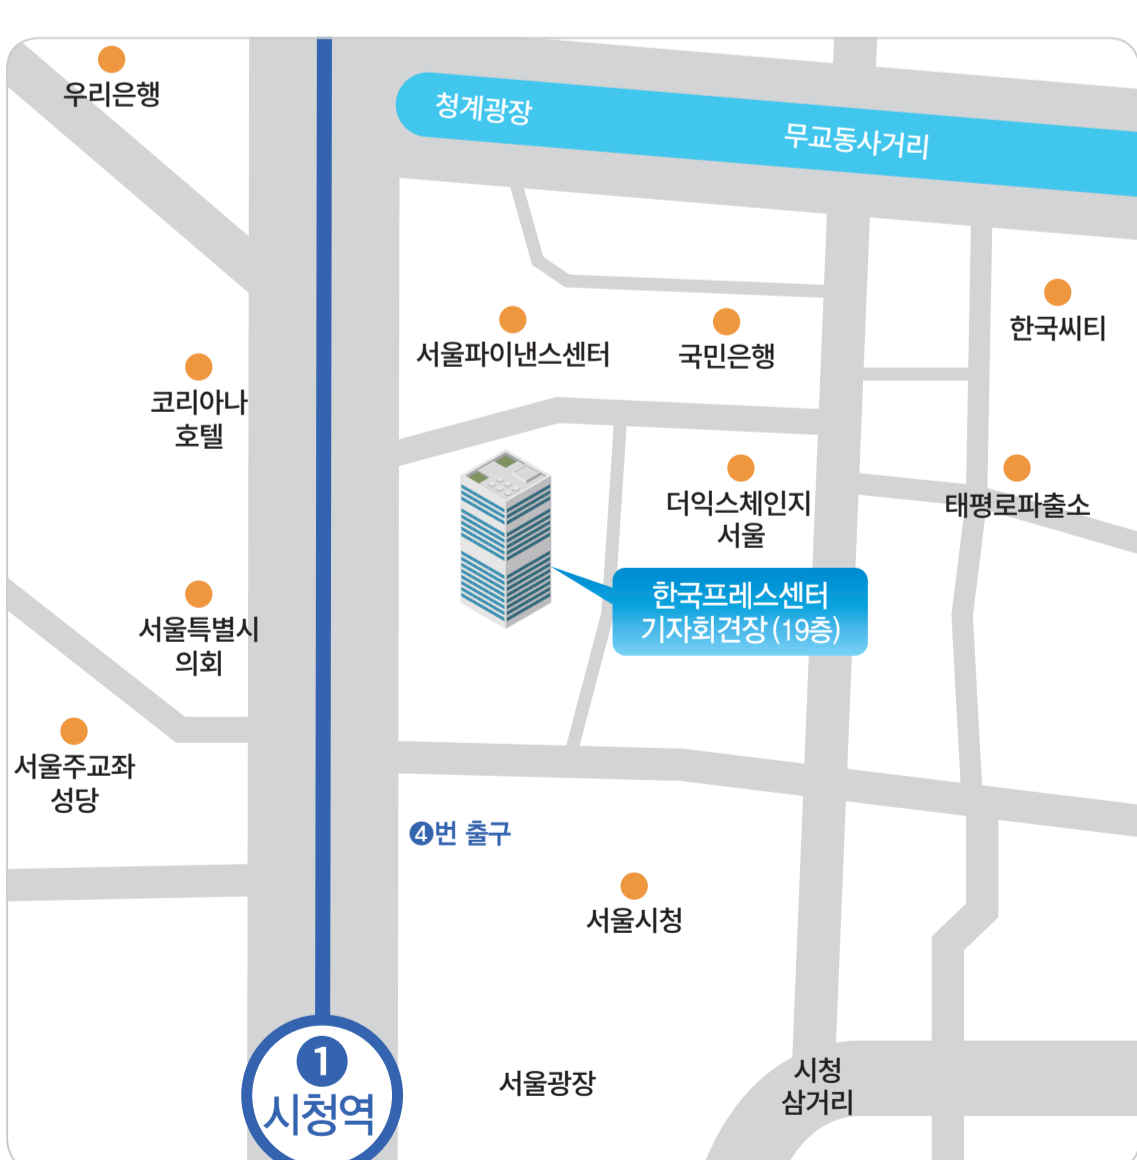 우리은행
청계광장
무교동사거리
한국씨티
서울파이낸스센터
국민은행
코리아나
호텔
더익스체인지
서울
태평로파출소
한국프레스센터
기자회견장 (19층)
서울특별시
의회
서울주교좌
성당
❹번 출구
서울시청
❶
시청역
서울광장
시청
삼거리